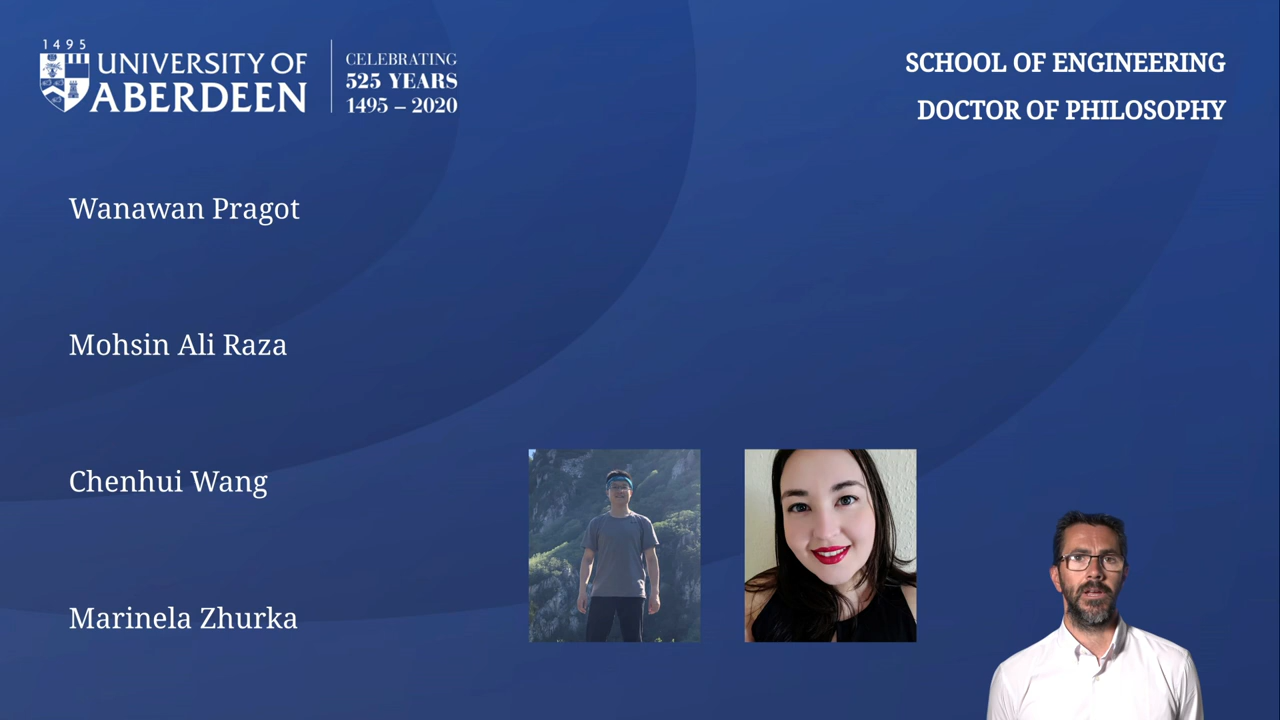 1495
UNIVERSITY OF
ABERDEEN
CELEBRATING
525 YEARS
1495 – 2020
SCHOOL OF ENGINEERING
DOCTOR OF PHILOSOPHY
Wanawan Pragot
Mohsin Ali Raza
Chenhui Wang
Marinela Zhurka